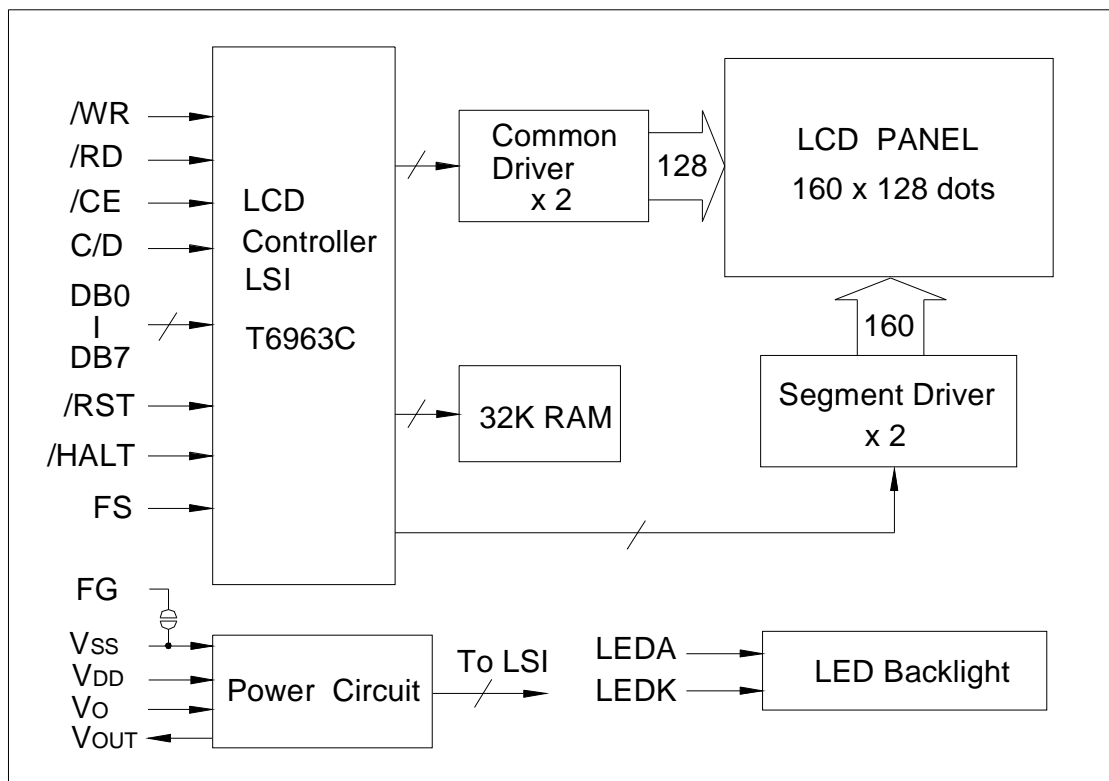 /WR
/RD
/CE
C/D
DB0
I
DB7
/RST
/HALT
FS
LCD
Controller
LSI
T6963C
Common
Driver
x 2
128
LCD PANEL
160 x 128 dots
160
Segment Driver
x 2
32K RAM
FG
VSS
VDD
VO
VOUT
Power Circuit
To LSI
LEDA
LEDK
LED Backlight